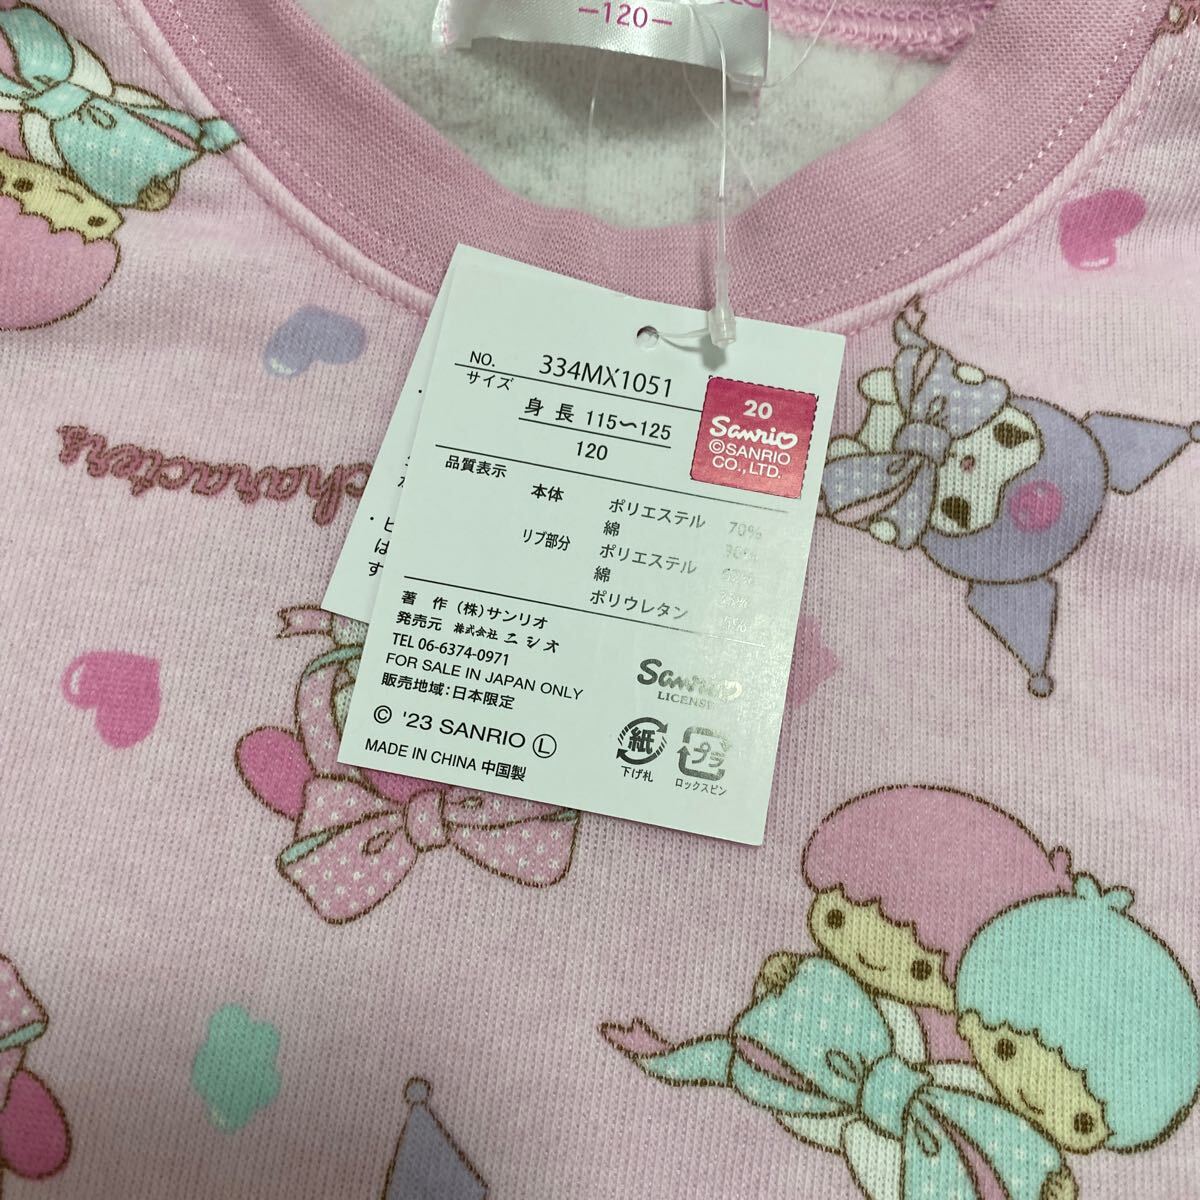 -120-
NO. 334MX1051
サイズ
身長 115〜125
120
20
Sanrio
©SANRIO
CO., LTD.
品質表示
本体 ポリエステル 70%
綿 30%
リブ部分 ポリエステル
綿
ポリウレタン 5%
著作 (株)サンリオ
発売元 株式会社ニシオ
TEL 06-6374-0971
FOR SALE IN JAPAN ONLY
販売地域:日本限定
© '23 SANRIO Ⓛ
MADE IN CHINA 中国製
Sanrio
LICENSE
紙
下げ札
プラ
ロックスピン
characters
は
す